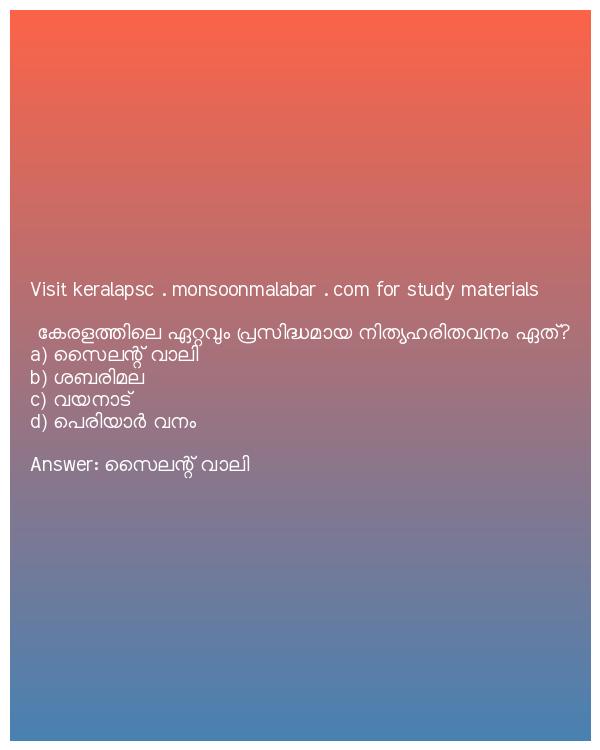 Visit keralapsc . monsoonmalabar . com for study materials
കേരളത്തിലെ ഏറ്റവും പ്രസിദ്ധമായ നിത്യഹരിതവനം ഏത്?
a) സൈലന്റ് വാലി
b) ശബരിമല
c) വയനാട്
d) പെരിയാർ വനം
Answer: സൈലന്റ് വാലി